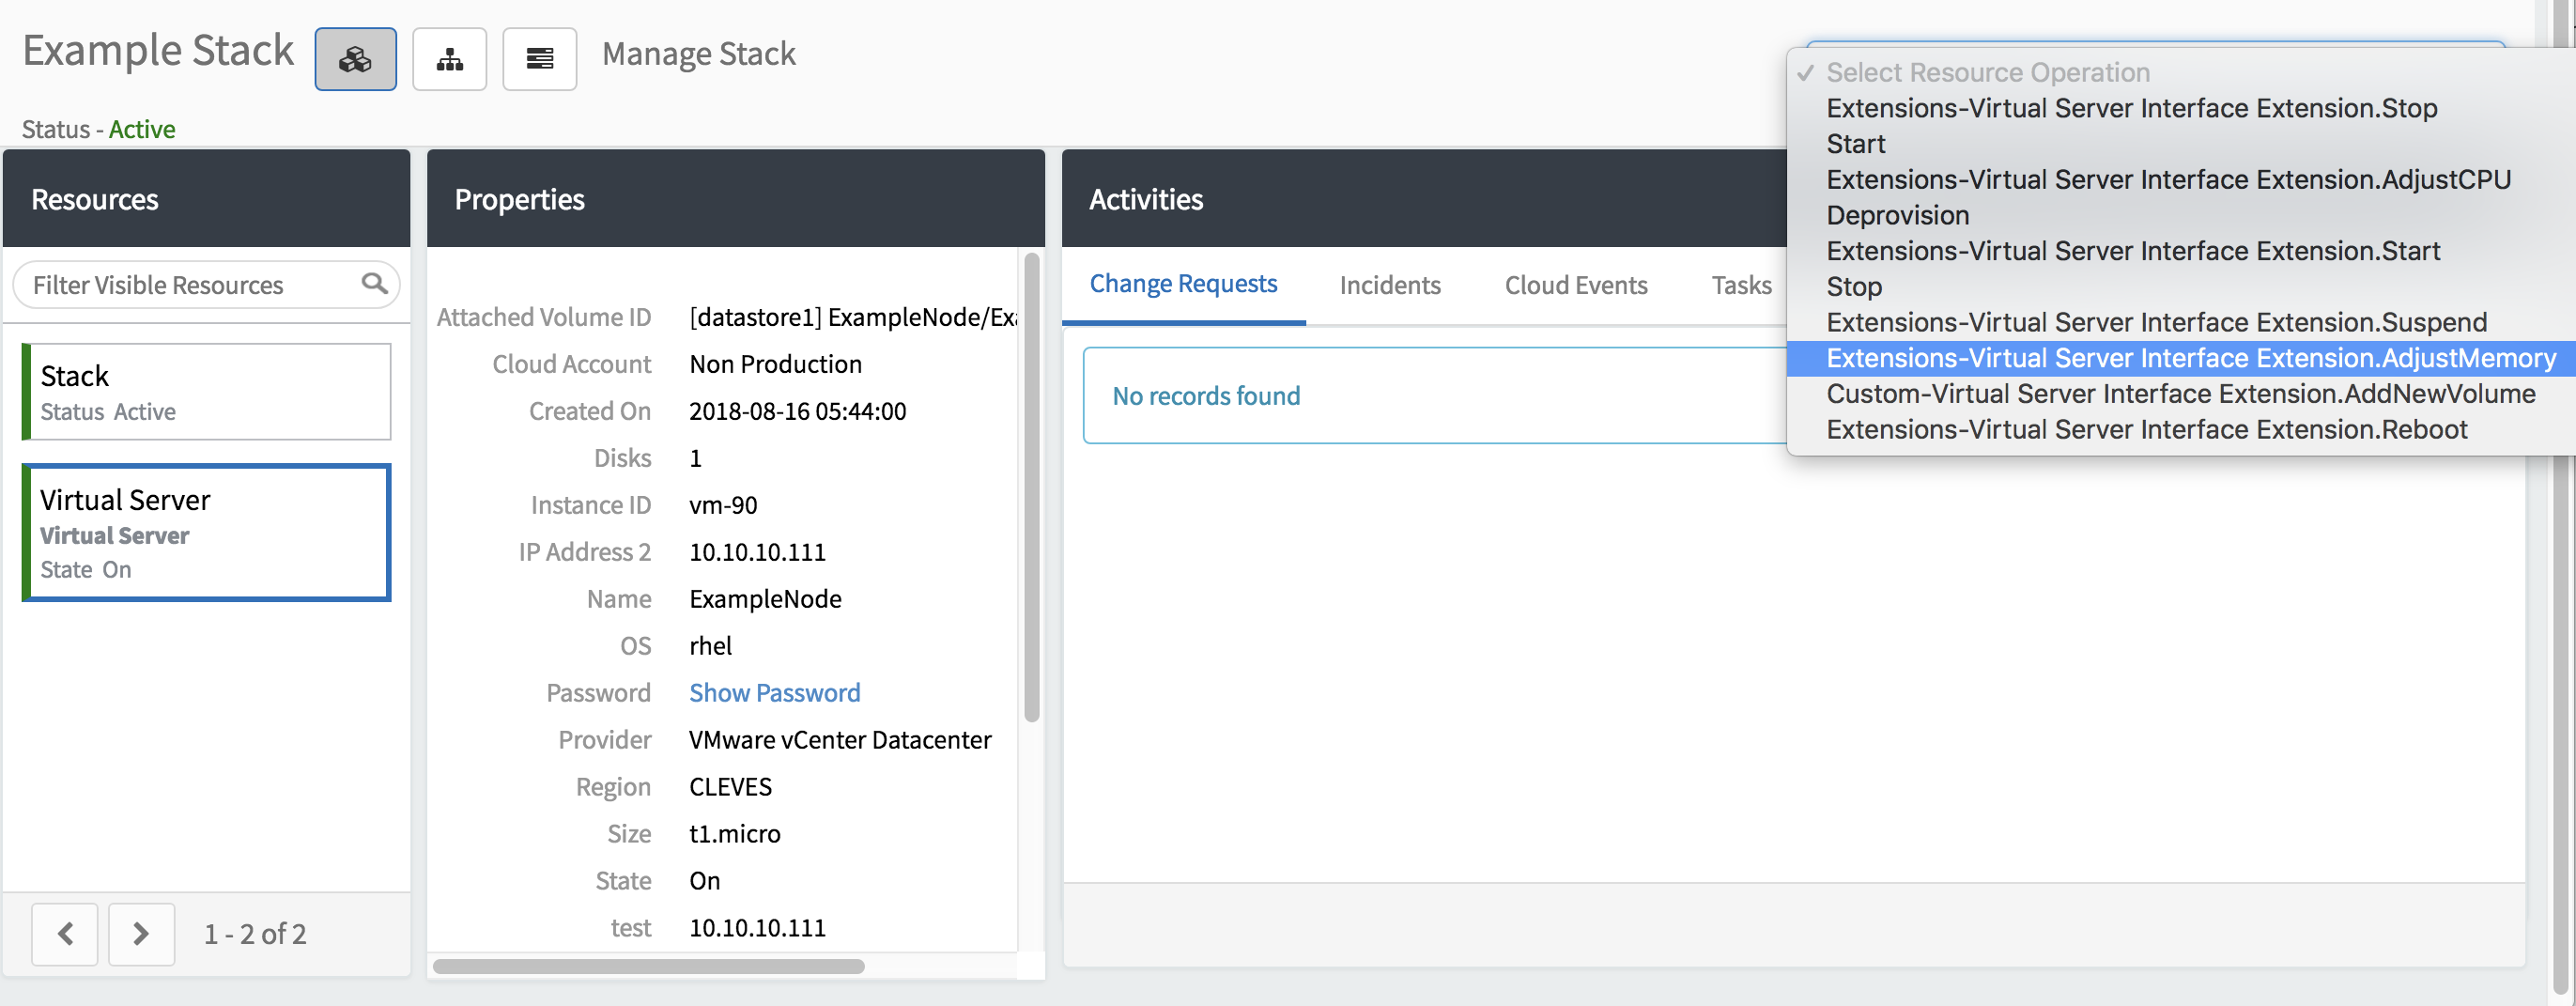 Example Stack
Manage Stack
Status - Active
Select Resource Operation
Extensions-Virtual Server Interface Extension.Stop
Start
Extensions-Virtual Server Interface Extension.AdjustCPU
Deprovision
Extensions-Virtual Server Interface Extension.Start
Stop
Extensions-Virtual Server Interface Extension.Suspend
Extensions-Virtual Server Interface Extension.AdjustMemory
Custom-Virtual Server Interface Extension.AddNewVolume
Extensions-Virtual Server Interface Extension.Reboot
Resources
Filter Visible Resources
Stack
Status Active
Virtual Server
Virtual Server
State On
1 - 2 of 2
Properties
Attached Volume ID [datastore1] ExampleNode/Exa
Cloud Account Non Production
Created On 2018-08-16 05:44:00
Disks 1
Instance ID vm-90
IP Address 2 10.10.10.111
Name ExampleNode
OS rhel
Password Show Password
Provider VMware vCenter Datacenter
Region CLEVES
Size t1.micro
State On
test 10.10.10.111
Activities
Change Requests Incidents Cloud Events Tasks
No records found